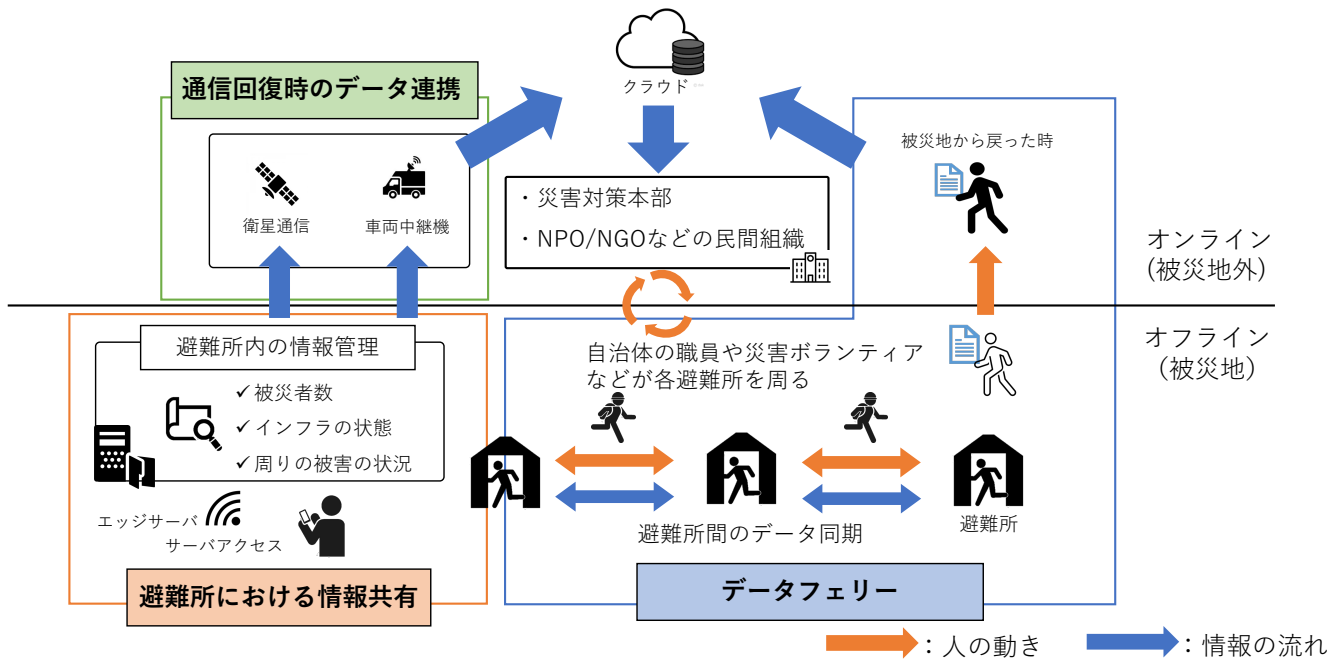 クラウド
通信回復時のデータ連携
衛星通信
車両中継機
・災害対策本部
・NPO/NGOなどの民間組織
被災地から戻った時
オンライン
(被災地外)
オフライン
(被災地)
避難所内の情報管理
✓被災者数
✓インフラの状態
✓周りの被害の状況
エッジサーバ
サーバアクセス
避難所における情報共有
自治体の職員や災害ボランティア
などが各避難所を周る
避難所間のデータ同期
避難所
データフェリー
：人の動き
：情報の流れ